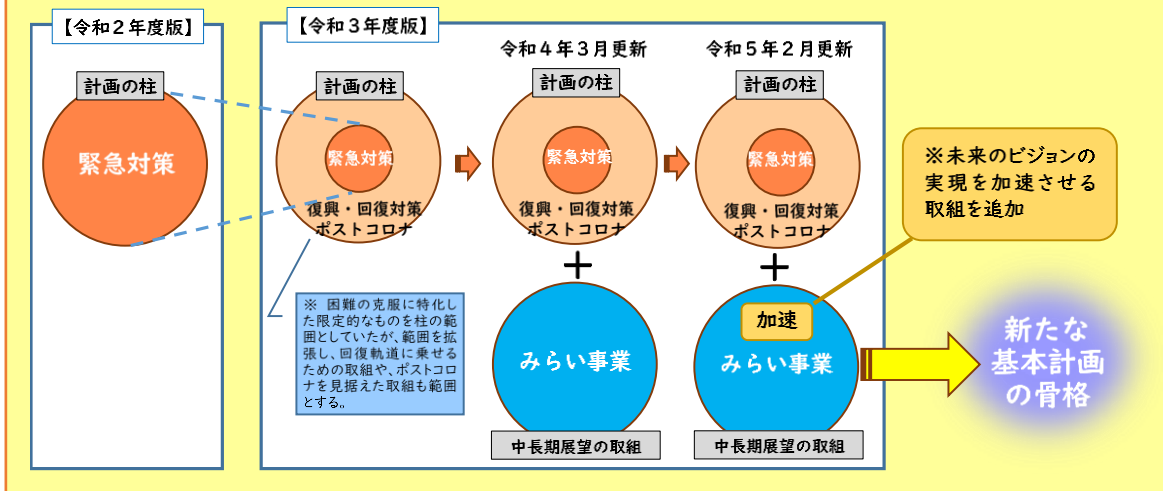 【令和２年度版】
計画の柱
緊急対策
【令和３年度版】
計画の柱
緊急対策
復興・回復対策
ポストコロナ
※ 困難の克服に特化し
た限定的なものを柱の範
囲としていたが、範囲を拡
張し、回復軌道に乗せる
ための取組や、ポストコロ
ナを見据えた取組も範囲
とする。
令和４年３月更新
計画の柱
緊急対策
復興・回復対策
ポストコロナ
＋
みらい事業
中長期展望の取組
令和５年２月更新
計画の柱
緊急対策
復興・回復対策
ポストコロナ
＋
加速
みらい事業
中長期展望の取組
※未来のビジョンの
実現を加速させる
取組を追加
新たな
基本計画
の骨格